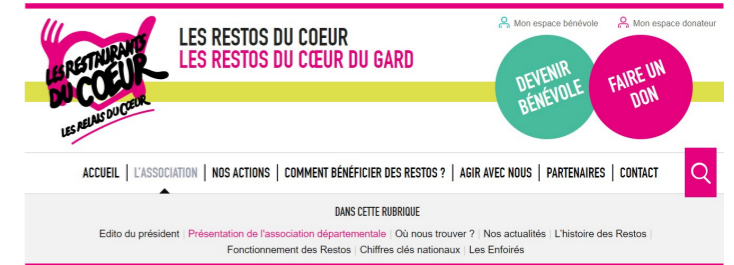 Mon espace bénévole Mon espace donateur
LES RESTAURANTS
DU COEUR
LES RELAIS DU COEUR
LES RESTOS DU COEUR
LES RESTOS DU CŒUR DU GARD
DEVENIR
BÉNÉVOLE
FAIRE UN
DON
ACCUEIL | L'ASSOCIATION | NOS ACTIONS | COMMENT BÉNÉFICIER DES RESTOS ? | AGIR AVEC NOUS | PARTENAIRES | CONTACT
DANS CETTE RUBRIQUE
Edito du président | Présentation de l'association départementale | Où nous trouver ? | Nos actualités | L'histoire des Restos |
Fonctionnement des Restos | Chiffres clés nationaux | Les Enfoirés